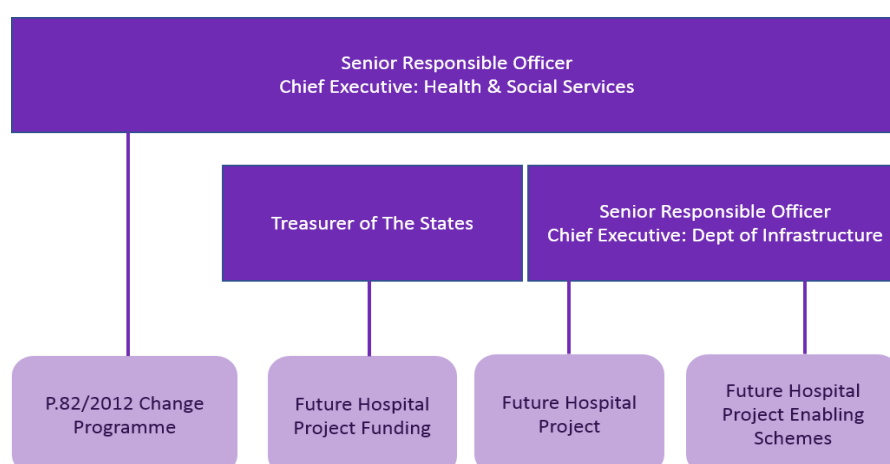 Senior Responsible Officer
Chief Executive: Health & Social Services
Treasurer of The States
Senior Responsible Officer
Chief Executive: Dept of Infrastructure
P.82/2012 Change
Programme
Future Hospital
Project Funding
Future Hospital
Project
Future Hospital
Project Enabling
Schemes